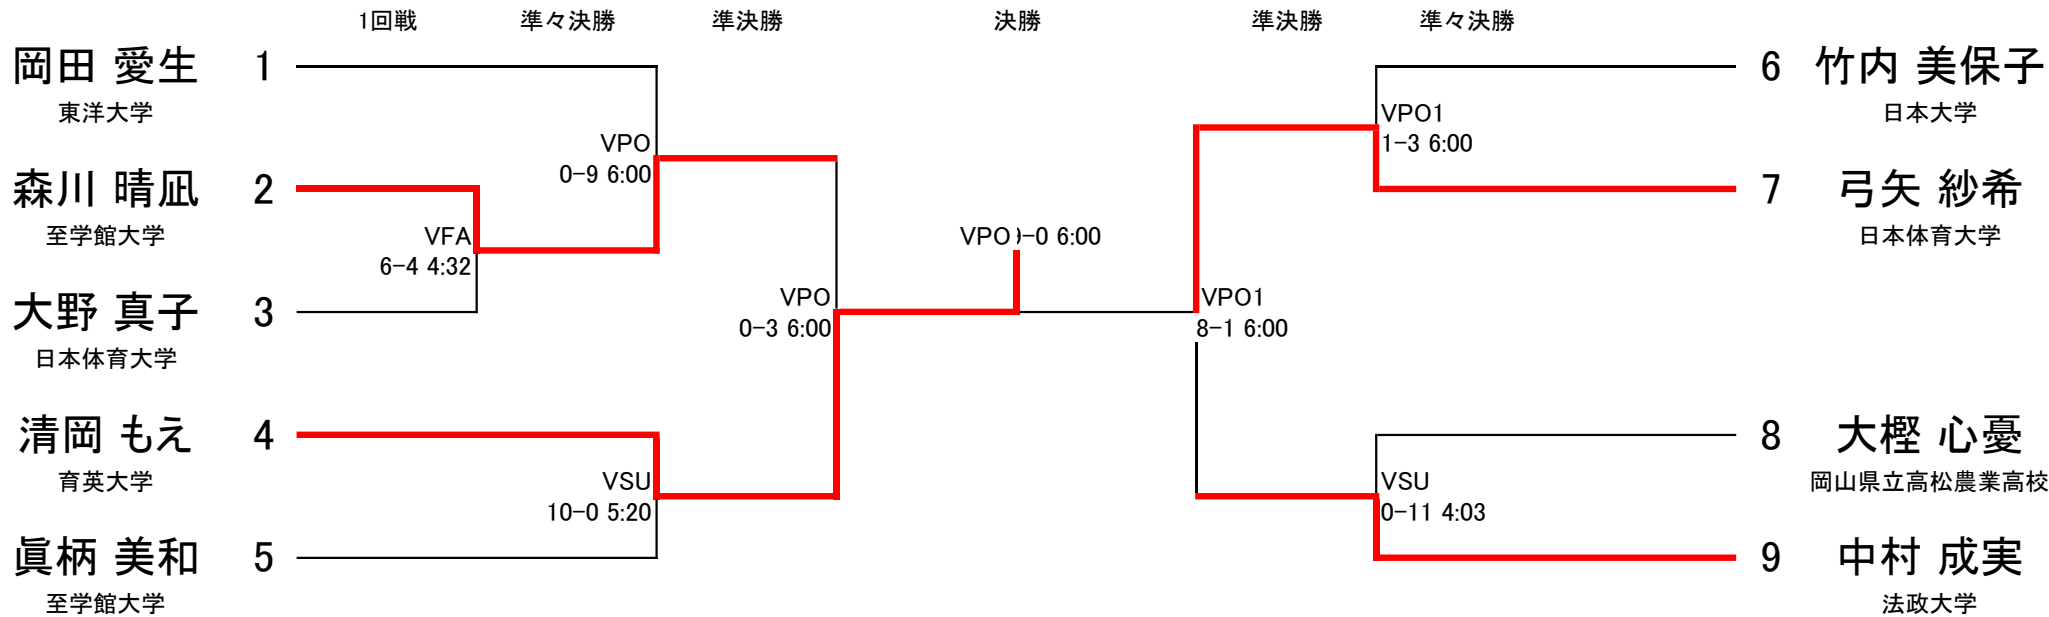 1回戦 準々決勝 準決勝 決勝 準決勝 準々決勝
岡田 愛生 1
東洋大学
森川 晴凪 2
至学館大学
大野 真子 3
日本体育大学
清岡 もえ 4
育英大学
眞柄 美和 5
至学館大学
VFA
6-4 4:32
VPO
0-9 6:00
VSU
10-0 5:20
VPO
0-3 6:00
VPO -0 6:00
VPO1
8-1 6:00
VPO1
1-3 6:00
VSU
0-11 4:03
6 竹内 美保子
日本大学
7 弓矢 紗希
日本体育大学
8 大樫 心憂
岡山県立高松農業高校
9 中村 成実
法政大学